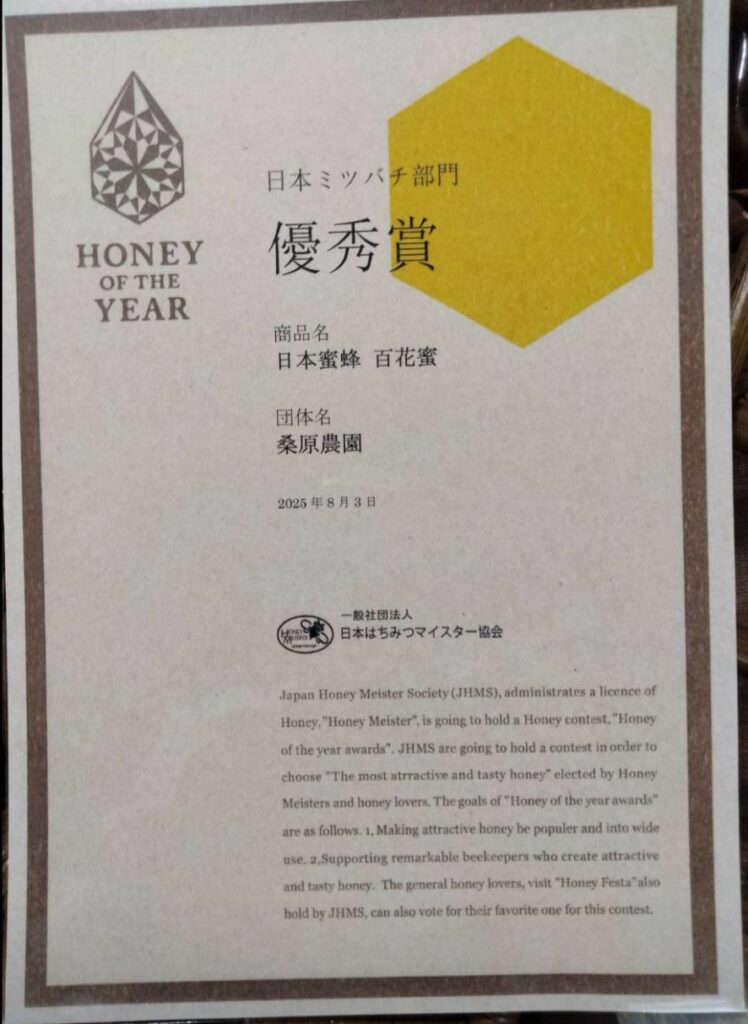 HONEY
OF THE
YEAR
日本ミツバチ部門
優秀賞
商品名
日本蜜蜂 百花蜜
団体名
桑原農園
2025年8月3日
HONEY
MEISTER
一般社団法人
日本はちみつマイスター協会
Japan Honey Meister Society (JHMS), administrates a licence of
Honey, "Honey Meister", is going to hold a Honey contest, "Honey
of the year awards". JHMS are going to hold a contest in order to
choose "The most atrractive and tasty honey" elected by Honey
Meisters and honey lovers. The goals of "Honey of the year awards"
are as follows. 1, Making attractive honey be populer and into wide
use. 2,Supporting remarkable beekeepers who create attractive
and tasty honey. The general honey lovers, visit "Honey Festa"also
hold by JHMS, can also vote for their favorite one for this contest.